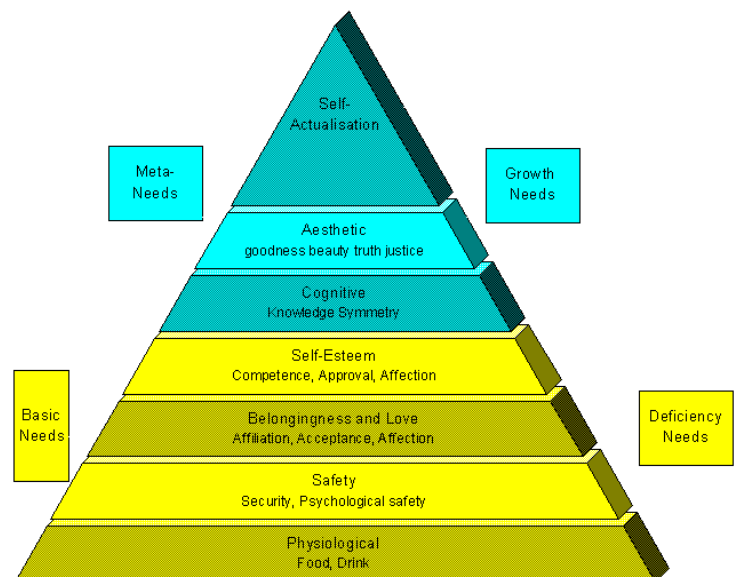 Self-
Actualisation
Meta-
Needs
Growth
Needs
Aesthetic
goodness beauty truth justice
Cognitive
Knowledge Symmetry
Self-Esteem
Competence, Approval, Affection
Basic
Needs
Belongingness and Love
Affiliation, Acceptance, Affection
Deficiency
Needs
Safety
Security, Psychological safety
Physiological
Food, Drink